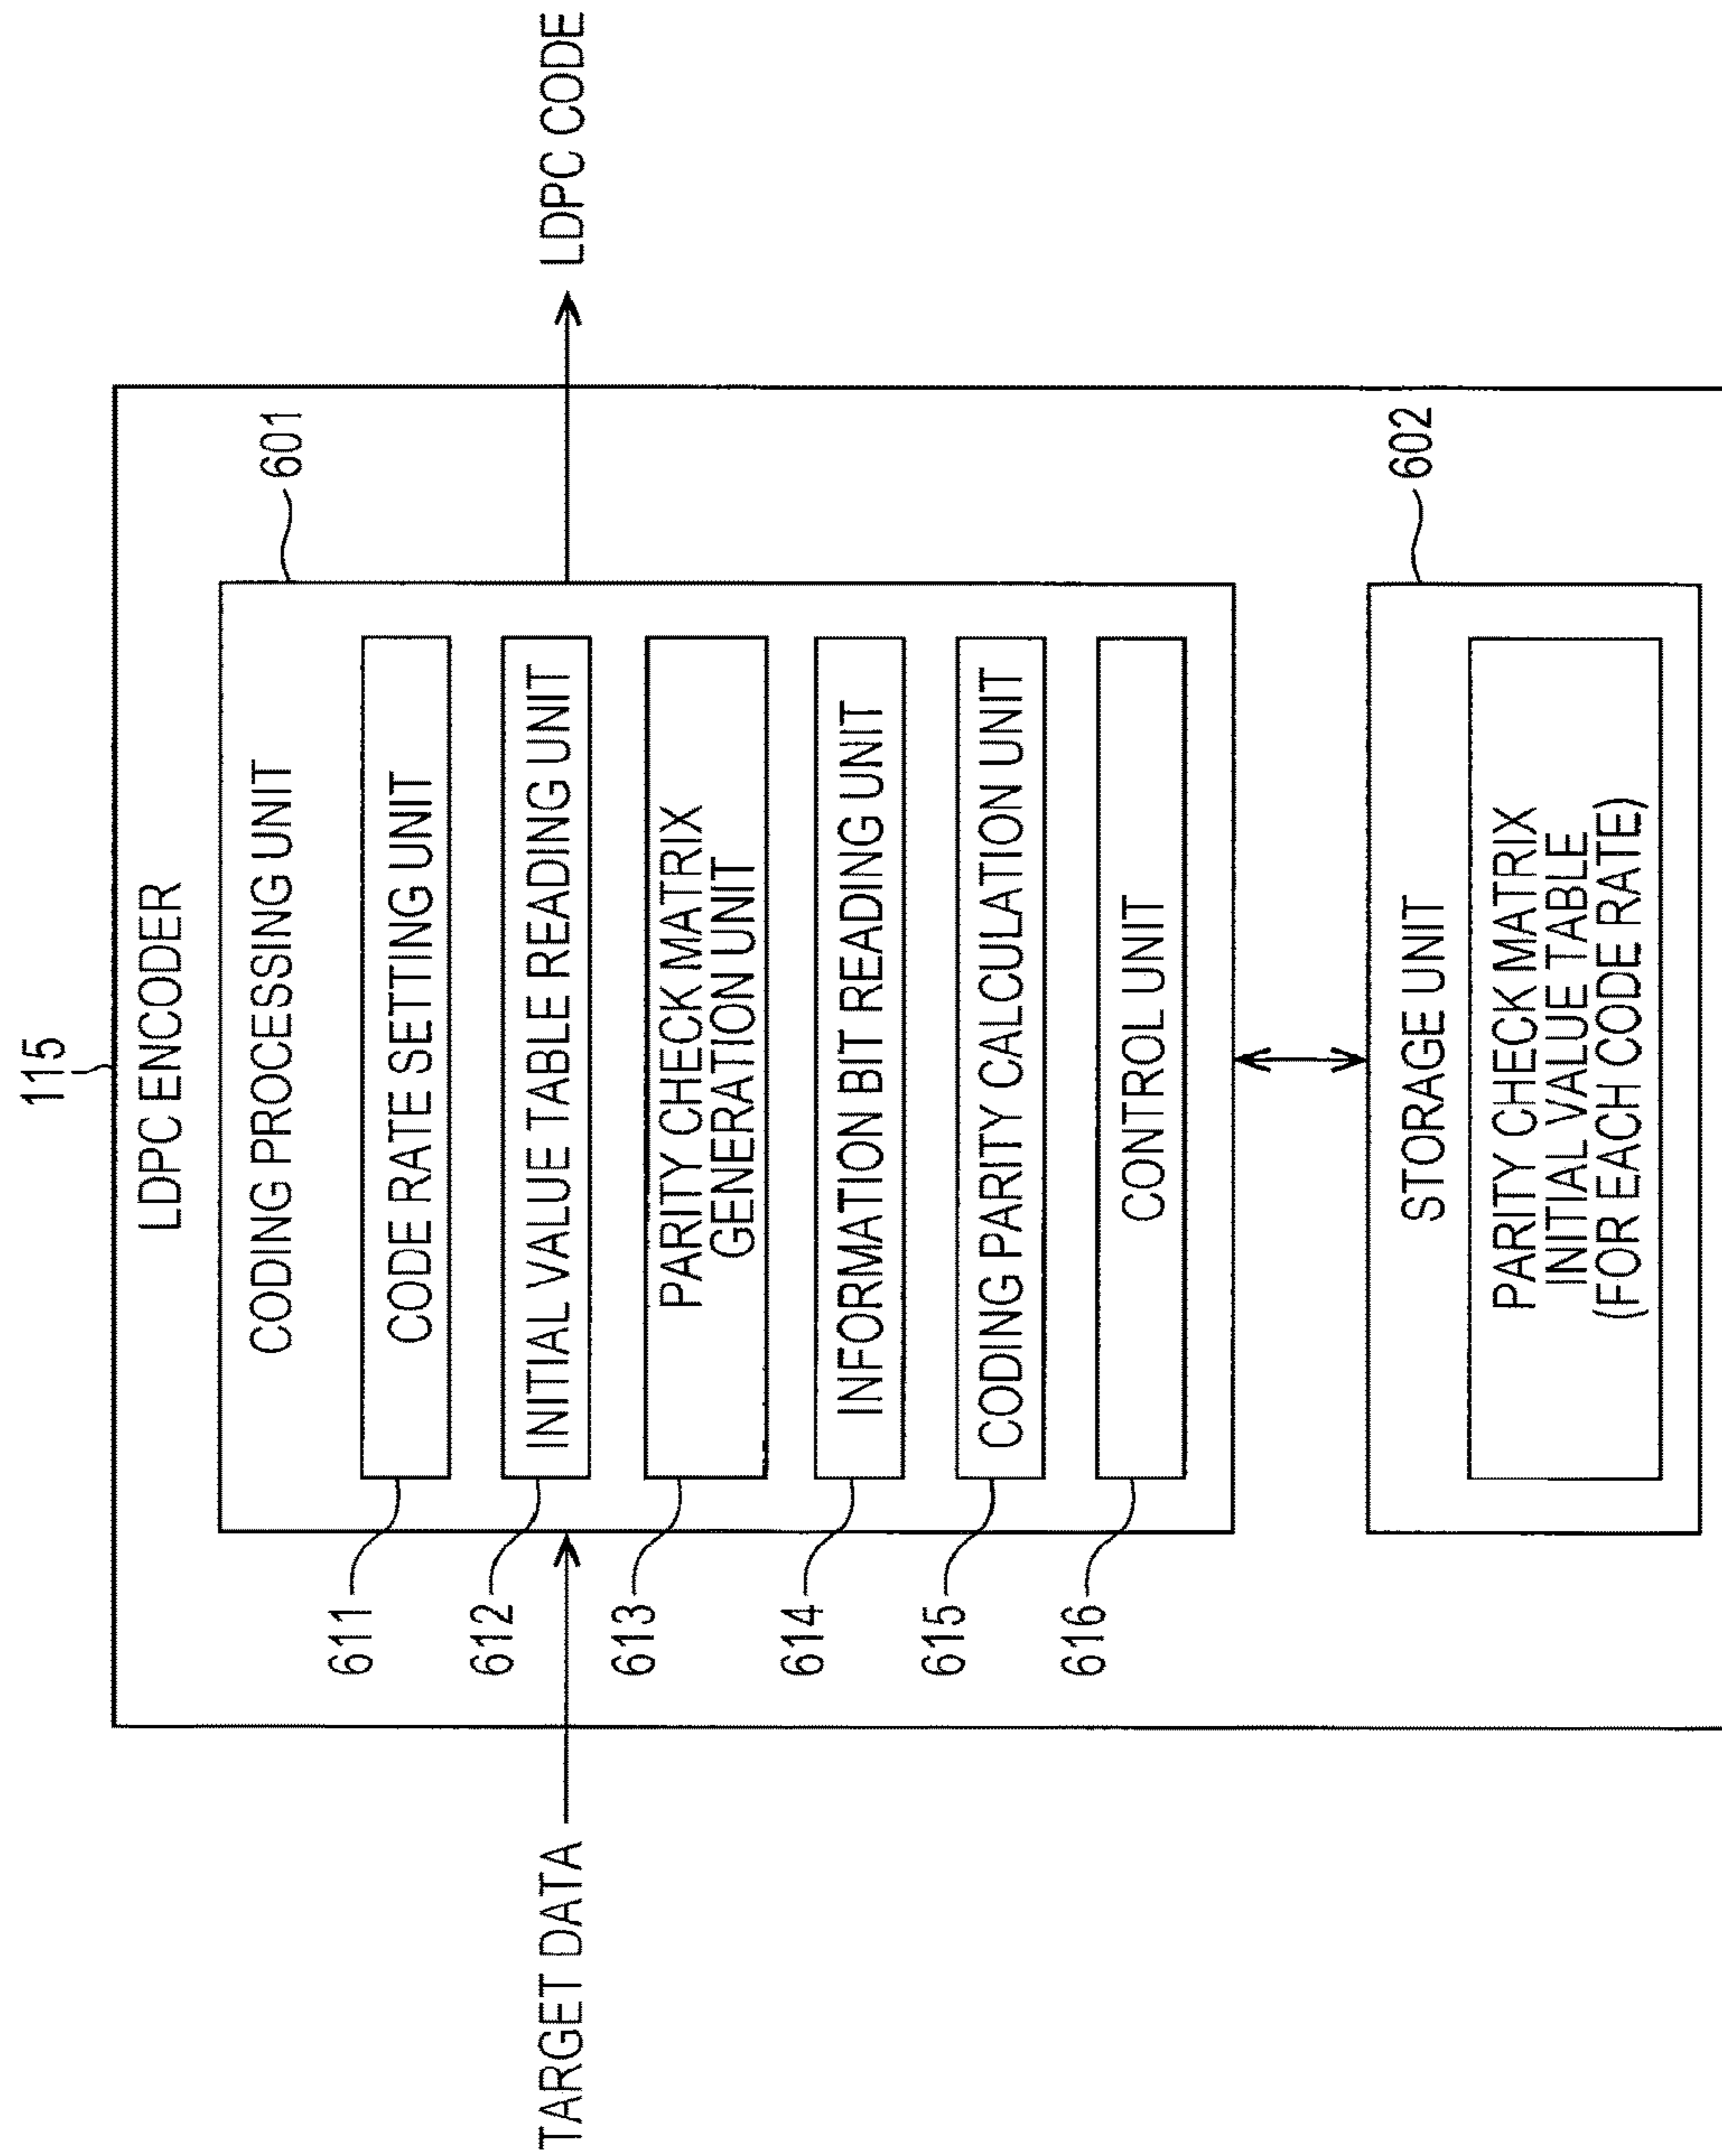 115
LDPC ENCODER
CODING PROCESSING UNIT
601
611
CODE RATE SETTING UNIT
612
INITIAL VALUE TABLE READING UNIT
613
PARITY CHECK MATRIX
GENERATION UNIT
614
INFORMATION BIT READING UNIT
615
CODING PARITY CALCULATION UNIT
616
CONTROL UNIT
TARGET DATA
LDPC CODE
602
STORAGE UNIT
PARITY CHECK MATRIX
INITIAL VALUE TABLE
(FOR EACH CODE RATE)